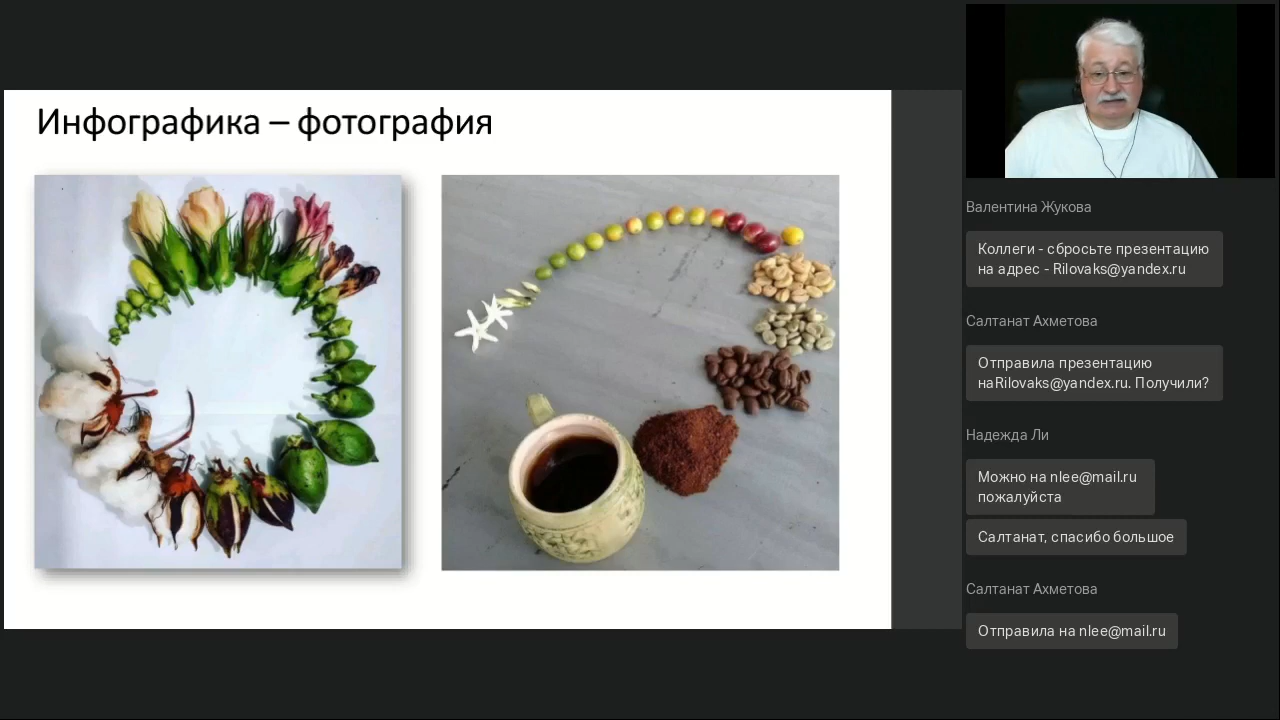 Инфографика – фотография
Валентина Жукова
Коллеги - сбросьте презентацию
на адрес - Rilovaks@yandex.ru
Салтанат Ахметова
Отправила презентацию
наRilovaks@yandex.ru. Получили?
Надежда Ли
Можно на nlee@mail.ru
пожалуйста
Салтанат, спасибо большое
Салтанат Ахметова
Отправила на nlee@mail.ru